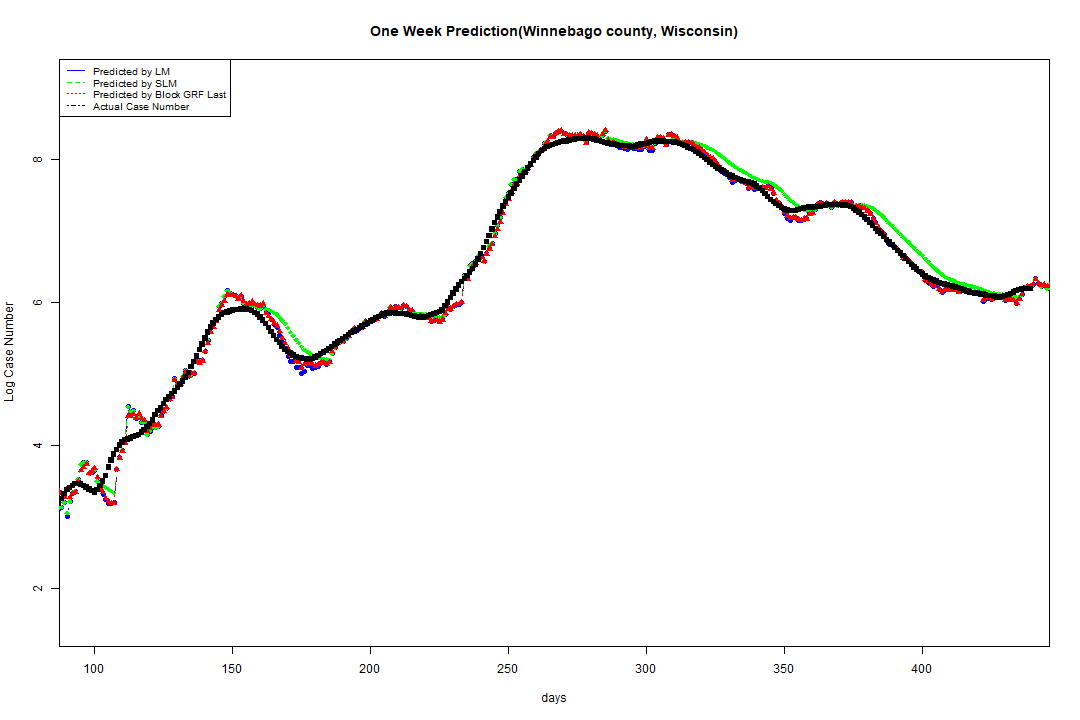 One Week Prediction(Winnebago county, Wisconsin)
Predicted by LM
Predicted by SLM
Predicted by Block GRF Last
Actual Case Number
Log Case Number
8
6
4
2
100 150 200 250 300 350 400
days